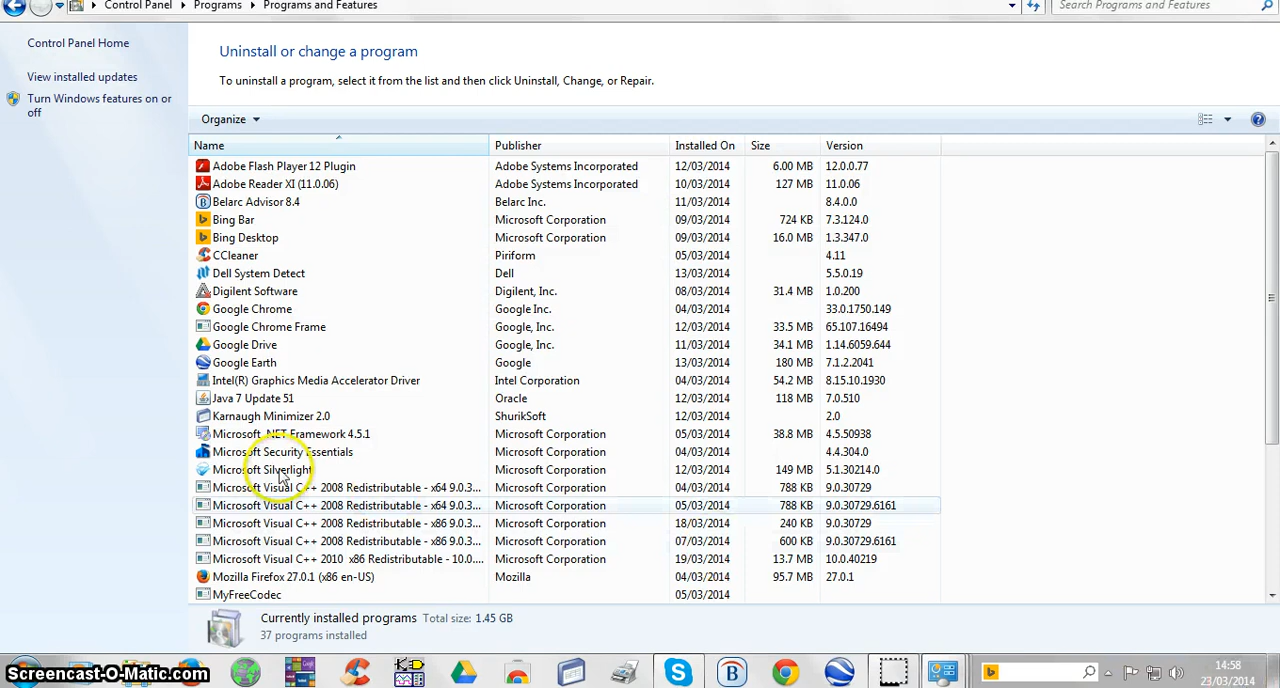 Control Panel Programs Programs and Features Search Programs and Features
Control Panel Home
View installed updates
Turn Windows features on or
off
Uninstall or change a program
To uninstall a program, select it from the list and then click Uninstall, Change, or Repair.
Organize
Name Publisher Installed On Size Version
Adobe Flash Player 12 Plugin Adobe Systems Incorporated 12/03/2014 6.00 MB 12.0.0.77
Adobe Reader XI (11.0.06) Adobe Systems Incorporated 10/03/2014 127 MB 11.0.06
Belarc Advisor 8.4 Belarc Inc. 11/03/2014 8.4.0.0
Bing Bar Microsoft Corporation 09/03/2014 724 KB 7.3.124.0
Bing Desktop Microsoft Corporation 09/03/2014 16.0 MB 1.3.347.0
CCleaner Piriform 05/03/2014 4.11
Dell System Detect Dell 13/03/2014 5.5.0.19
Digilent Software Digilent, Inc. 08/03/2014 31.4 MB 1.0.200
Google Chrome Google Inc. 04/03/2014 33.0.1750.149
Google Chrome Frame Google, Inc. 12/03/2014 33.5 MB 65.107.16494
Google Drive Google, Inc. 11/03/2014 34.1 MB 1.14.6059.644
Google Earth Google 13/03/2014 180 MB 7.1.2.2041
Intel(R) Graphics Media Accelerator Driver Intel Corporation 04/03/2014 54.2 MB 8.15.10.1930
Java 7 Update 51 Oracle 04/03/2014 118 MB 7.0.510
Karnaugh Minimizer 2.0 ShurikSoft 12/03/2014 2.0
Microsoft .NET Framework 4.5.1 Microsoft Corporation 05/03/2014 38.8 MB 4.5.50938
Microsoft Security Essentials Microsoft Corporation 05/03/2014 4.4.304.0
Microsoft Silverlight Microsoft Corporation 12/03/2014 149 MB 5.1.30214.0
Microsoft Visual C++ 2008 Redistributable - x64 9.0.3... Microsoft Corporation 04/03/2014 788 KB 9.0.30729
Microsoft Visual C++ 2008 Redistributable - x64 9.0.3... Microsoft Corporation 05/03/2014 788 KB 9.0.30729.6161
Microsoft Visual C++ 2008 Redistributable - x86 9.0.3... Microsoft Corporation 18/03/2014 240 KB 9.0.30729
Microsoft Visual C++ 2008 Redistributable - x86 9.0.3... Microsoft Corporation 07/03/2014 600 KB 9.0.30729.6161
Microsoft Visual C++ 2010 x86 Redistributable - 10.0.... Microsoft Corporation 19/03/2014 13.7 MB 10.0.40219
Mozilla Firefox 27.0.1 (x86 en-US) Mozilla 04/03/2014 95.7 MB 27.0.1
MyFreeCodec 05/03/2014
Currently installed programs Total size: 1.45 GB
37 programs installed
Screencast-O-Matic.com
14:58
23/03/2014